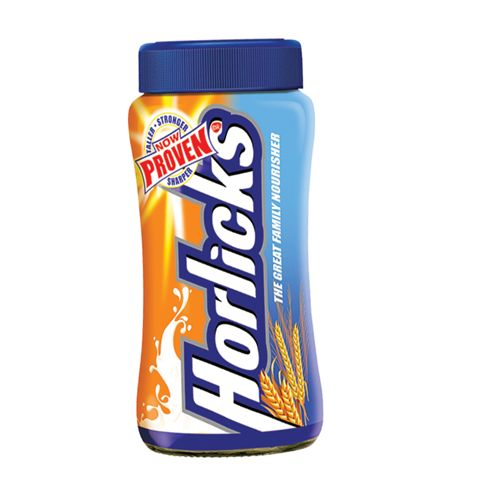 TALLER • STRONGER
NOW
PROVEN
SHARPER
Horlicks
THE GREAT FAMILY NOURISHER